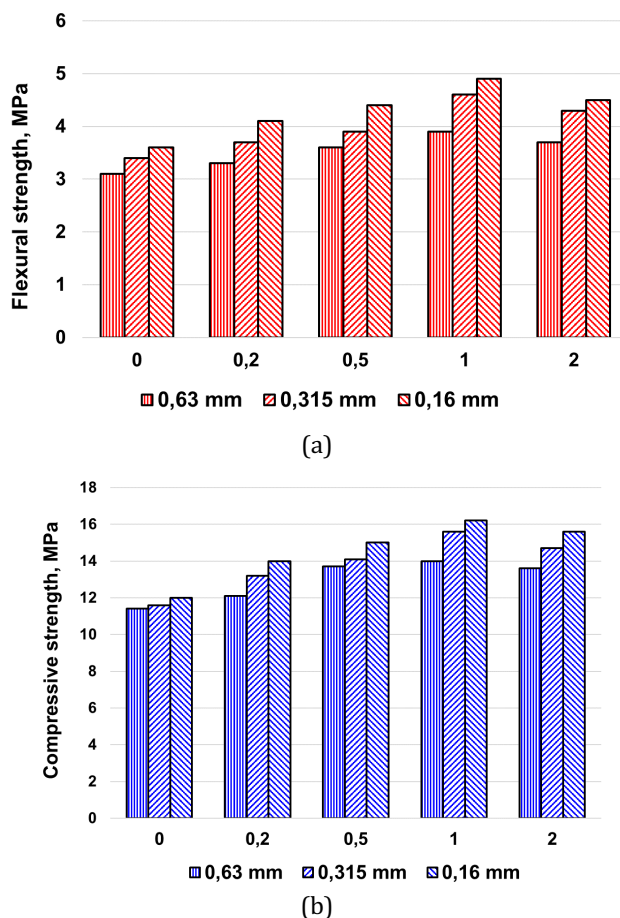 6
5
4
3
2
1
0
Flexural strength, MPa
0 0,2 0,5 1 2
0,63 mm 0,315 mm 0,16 mm
(a)
18
16
14
12
10
8
6
4
2
0
Compressive strength, MPa
0 0,2 0,5 1 2
0,63 mm 0,315 mm 0,16 mm
(b)